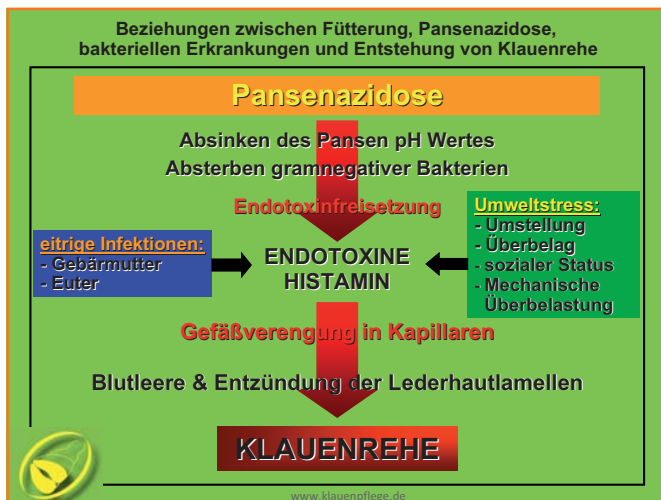 Beziehungen zwischen Fütterung, Pansenazidose,
bakteriellen Erkrankungen und Entstehung von Klauenrehe
Pansenazidose
Absinken des Pansen pH Wertes
Absterben gramnegativer Bakterien
Endotoxinfreisetzung
eitrige Infektionen:
- Gebärmutter
- Euter
ENDOTOXINE
HISTAMIN
Umweltstress:
- Umstellung
- Überbelag
- sozialer Status
- Mechanische
Überbelastung
Gefäßverengung in Kapillaren
Blutleere & Entzündung der Lederhautlamellen
KLAUENREHE
www.klauenpflege.de